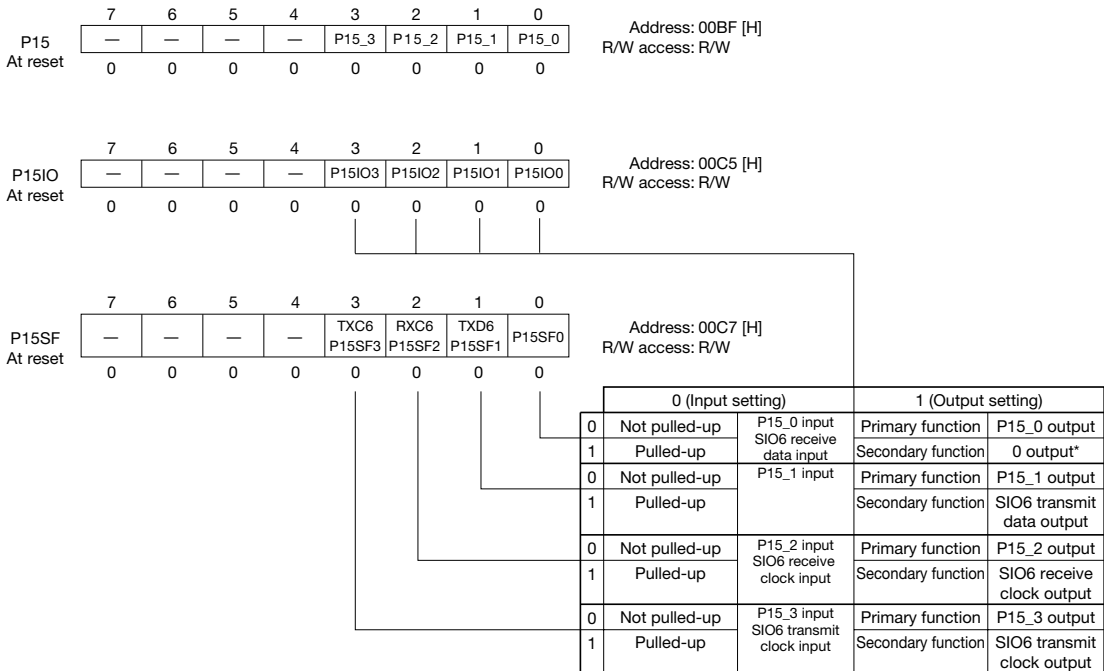 7 6 5 4 3 2 1 0
P15 — — — — P15_3 P15_2 P15_1 P15_0
At reset 0 0 0 0 0 0 0 0
Address: 00BF [H]
R/W access: R/W
7 6 5 4 3 2 1 0
P15IO — — — — P15IO3 P15IO2 P15IO1 P15IO0
At reset 0 0 0 0 0 0 0 0
Address: 00C5 [H]
R/W access: R/W
7 6 5 4 3 2 1 0
TXC6 RXC6 TXD6
P15SF — — — — P15SF3 P15SF2 P15SF1 P15SF0
At reset 0 0 0 0 0 0 0 0
Address: 00C7 [H]
R/W access: R/W
0 (Input setting) 1 (Output setting)
0 Not pulled-up P15_0 input Primary function P15_0 output
SIO6 receive
1 Pulled-up data input Secondary function 0 output*
0 Not pulled-up P15_1 input Primary function P15_1 output
1 Pulled-up Secondary function SIO6 transmit
data output
0 Not pulled-up P15_2 input Primary function P15_2 output
SIO6 receive
1 Pulled-up clock input Secondary function SIO6 receive
clock output
0 Not pulled-up P15_3 input Primary function P15_3 output
SIO6 transmit
1 Pulled-up clock input Secondary function SIO6 transmit
clock output